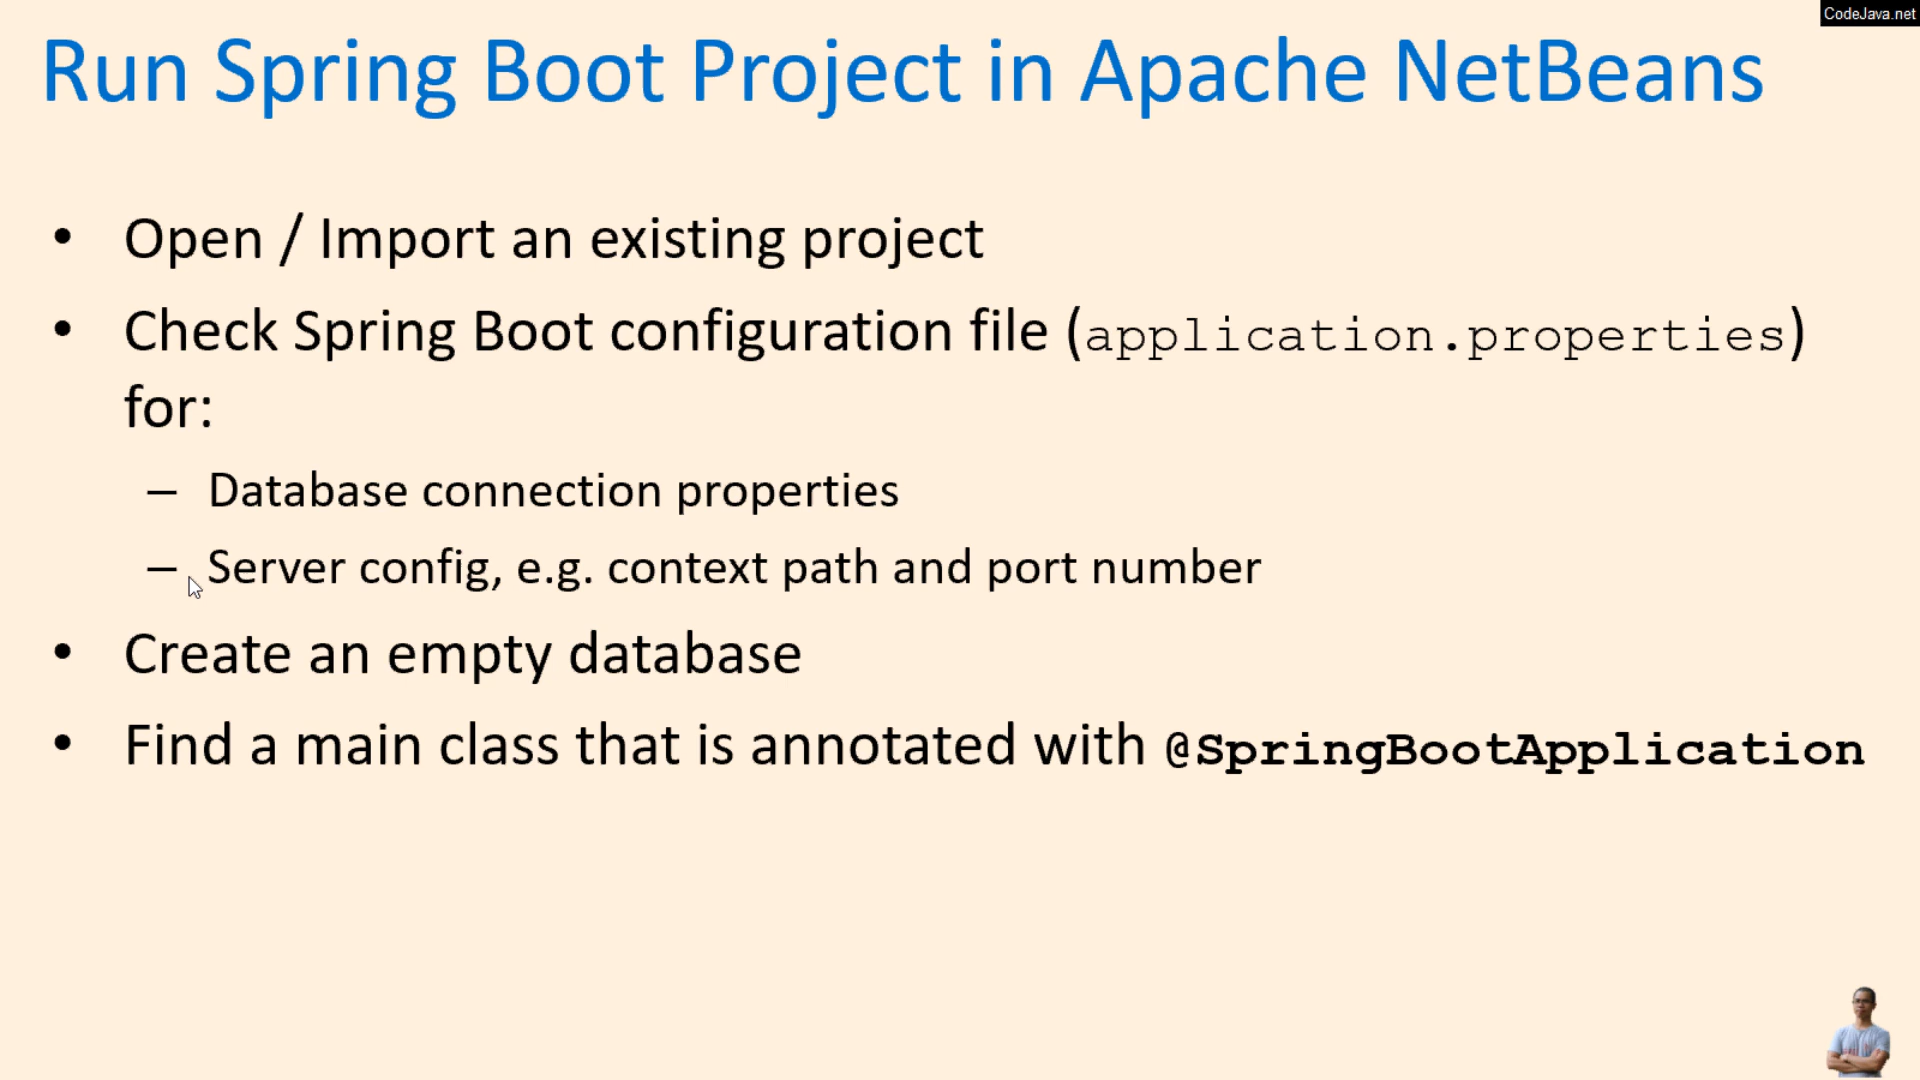 CodeJava.net
Run Spring Boot Project in Apache NetBeans
• Open / Import an existing project
• Check Spring Boot configuration file (application.properties)
for:
– Database connection properties
– Server config, e.g. context path and port number
• Create an empty database
• Find a main class that is annotated with @SpringBootApplication